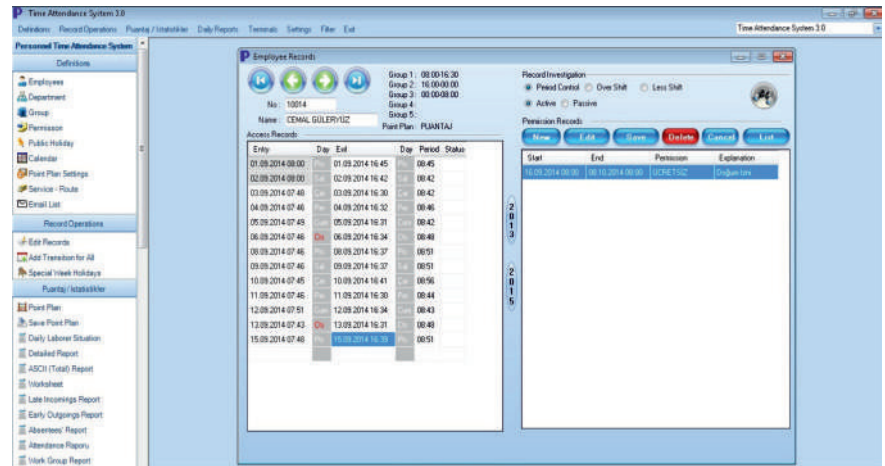 Time Attendance System 3.0
Definitions Record Operations Puantaj / Istatistikler Daily Reports Terminals Settings Filter Exit
Time Attendance System 3.0
Personnel Time Attendance System
Definitions
Employees
Department
Group
Permission
Public Holiday
Calendar
Point Plan Settings
Service - Route
Email List
Record Operations
Edit Records
Add Transition for All
Special Week Holidays
Puantaj / Istatistikler
Point Plan
Save Point Plan
Daily Laborer Situation
Detailed Report
ASCII (Total) Report
Worksheet
Late Incomings Report
Early Outgoings Report
Absentees' Report
Attendance Raporu
Work Group Report
Employee Records
Group 1 : 08:00-16:30
Group 2 : 16:00-00:00
Group 3 : 00:00-08:00
Group 4 :
Group 5 :
Point Plan : PUANTAJ
No : 10014
Name : CEMAL GÜLERYÜZ
Access Records
Entry Day Exit Day Period Status
01.09.2014 08:00 01.09.2014 16:45 08:45
02.09.2014 08:00 02.09.2014 16:42 08:42
03.09.2014 07:48 03.09.2014 16:30 08:42
04.09.2014 07:46 04.09.2014 16:32 08:46
05.09.2014 07:49 05.09.2014 16:31 08:42
06.09.2014 07:46 06.09.2014 16:34 08:48
08.09.2014 07:46 08.09.2014 16:37 08:51
09.09.2014 07:46 09.09.2014 16:37 08:51
10.09.2014 07:45 10.09.2014 16:41 08:56
11.09.2014 07:46 11.09.2014 16:30 08:44
12.09.2014 07:51 12.09.2014 16:34 08:43
13.09.2014 07:43 13.09.2014 16:31 08:48
15.09.2014 07:48 15.09.2014 16:39 08:51
2013
2015
Record Investigation
Period Control Over Shift Less Shift
Active Passive
Permission Records
New Edit Save Delete Cancel List
Start End Permission Explanation
16.09.2014 08:00 08.10.2014 08:00 ÜCRETSİZ Doğum İzni